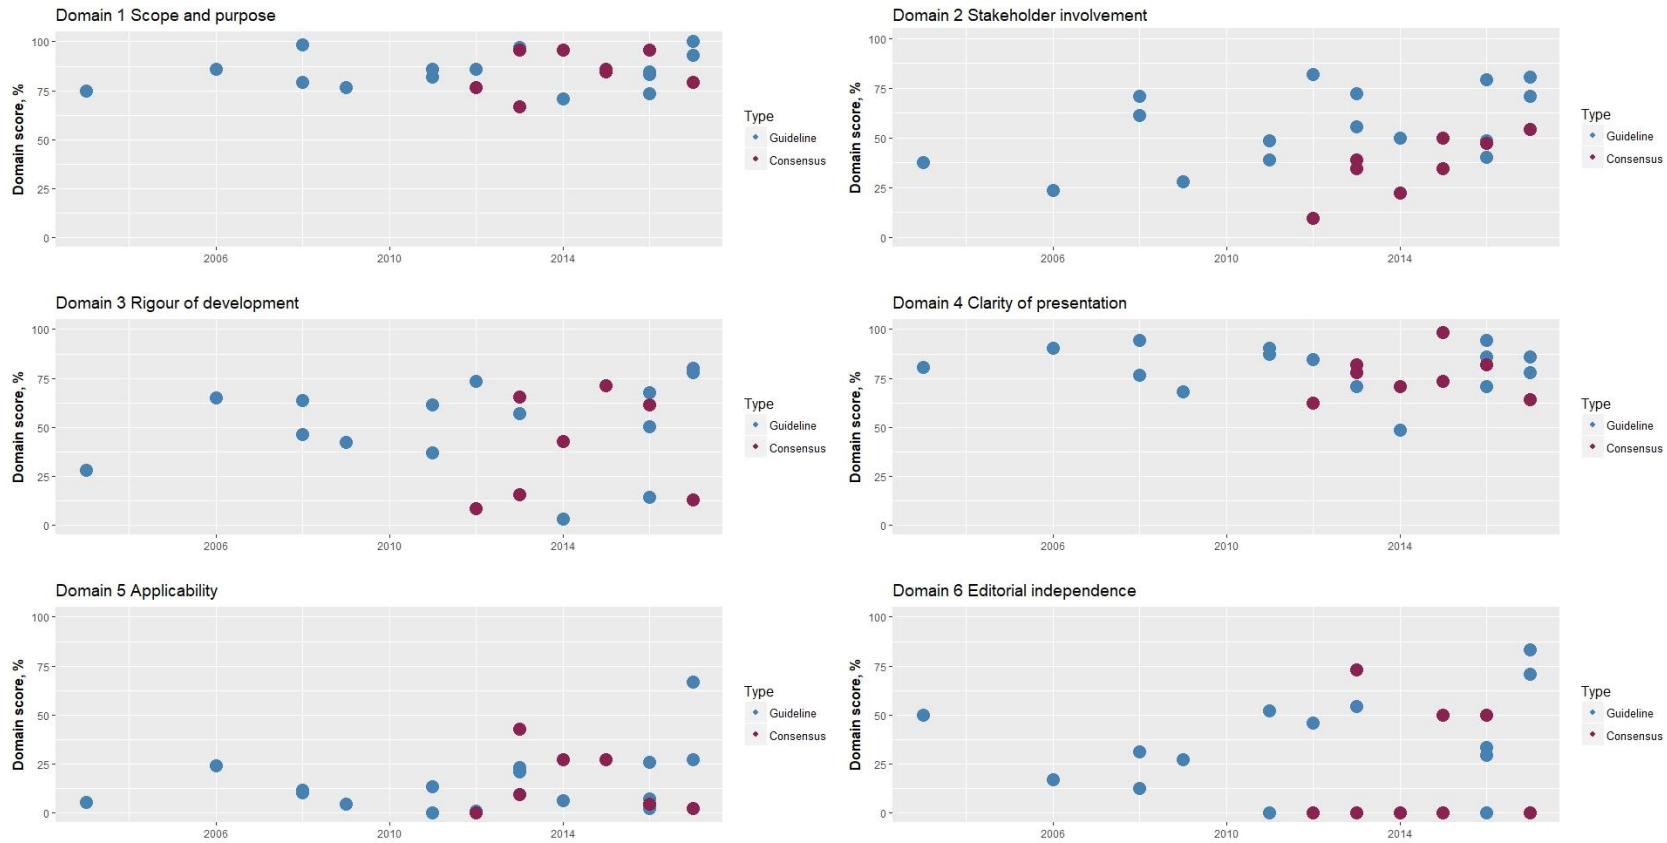 Domain 1 Scope and purpose
Domain score, %
100
75
50
25
0
2006 2010 2014
Type
Guideline
Consensus
Domain 2 Stakeholder involvement
Domain score, %
100
75
50
25
0
2006 2010 2014
Type
Guideline
Consensus
Domain 3 Rigour of development
Domain score, %
100
75
50
25
0
2006 2010 2014
Type
Guideline
Consensus
Domain 4 Clarity of presentation
Domain score, %
100
75
50
25
0
2006 2010 2014
Type
Guideline
Consensus
Domain 5 Applicability
Domain score, %
100
75
50
25
0
2006 2010 2014
Type
Guideline
Consensus
Domain 6 Editorial independence
Domain score, %
100
75
50
25
0
2006 2010 2014
Type
Guideline
Consensus